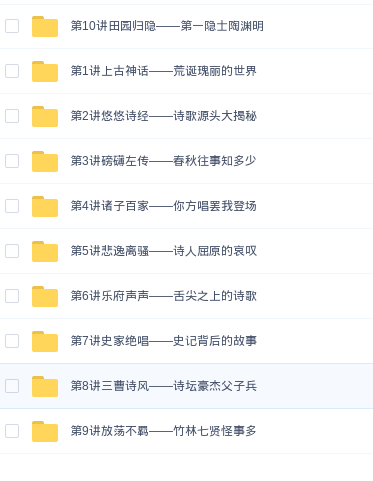 第10讲田园归隐——第一隐士陶渊明
第1讲上古神话——荒诞瑰丽的世界
第2讲悠悠诗经——诗歌源头大揭秘
第3讲磅礴左传——春秋往事知多少
第4讲诸子百家——你方唱罢我登场
第5讲悲逸离骚——诗人屈原的哀叹
第6讲乐府声声——舌尖之上的诗歌
第7讲史家绝唱——史记背后的故事
第8讲三曹诗风——诗坛豪杰父子兵
第9讲放荡不羁——竹林七贤怪事多